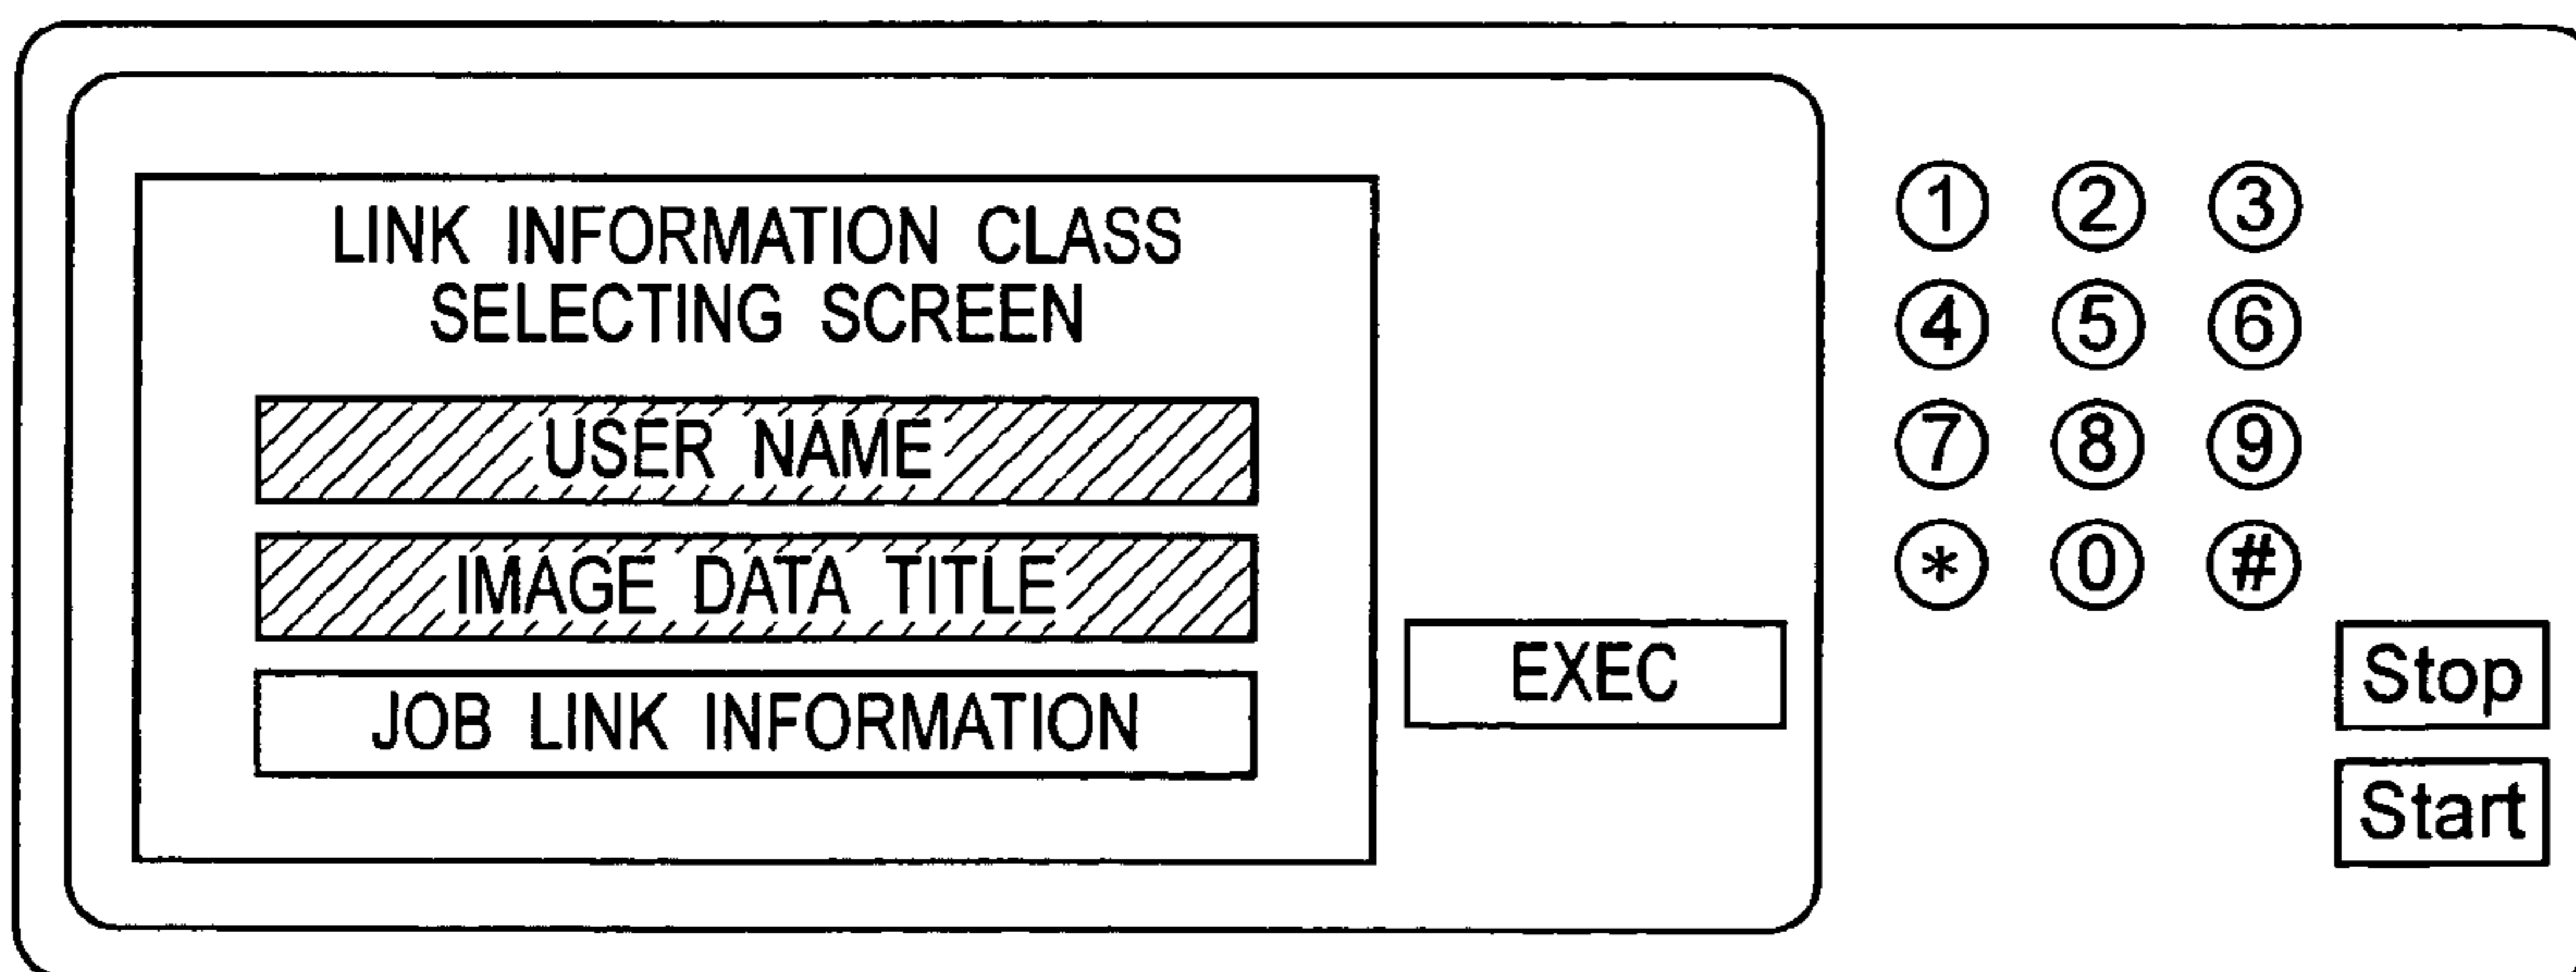 LINK INFORMATION CLASS
SELECTING SCREEN
USER NAME
IMAGE DATA TITLE
JOB LINK INFORMATION
EXEC
1 2 3
4 5 6
7 8 9
* 0 #
Stop
Start